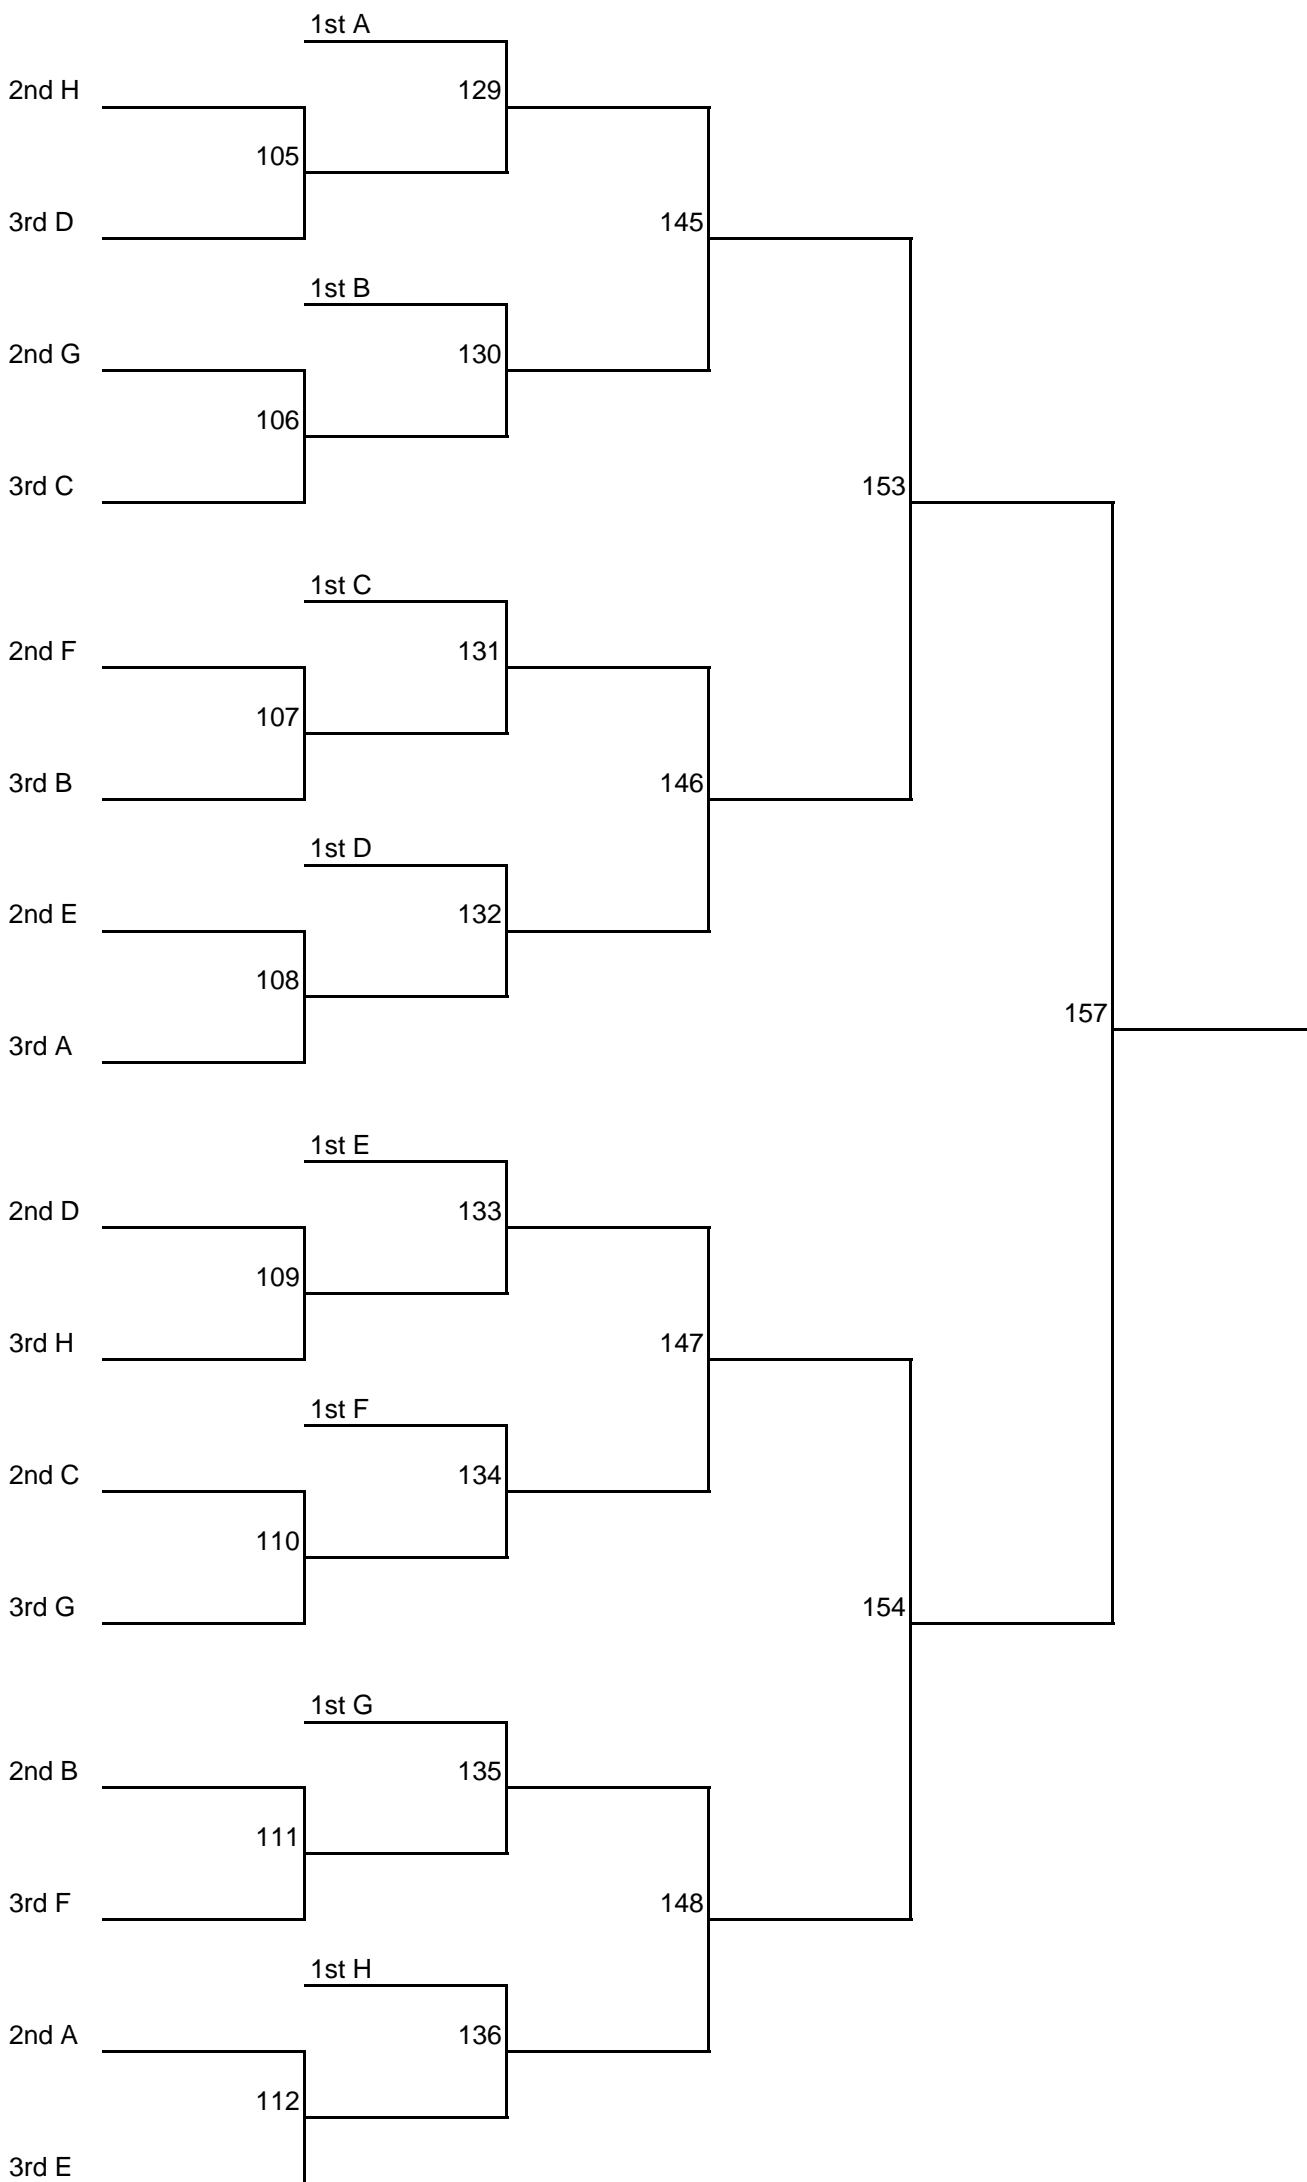 1st A
2nd H
129
105
3rd D
145
1st B
2nd G
130
106
3rd C
153
1st C
2nd F
131
107
3rd B
146
1st D
2nd E
132
108
157
3rd A
1st E
2nd D
133
109
3rd H
147
1st F
2nd C
134
110
3rd G
154
1st G
2nd B
135
111
3rd F
148
1st H
2nd A
136
112
3rd E